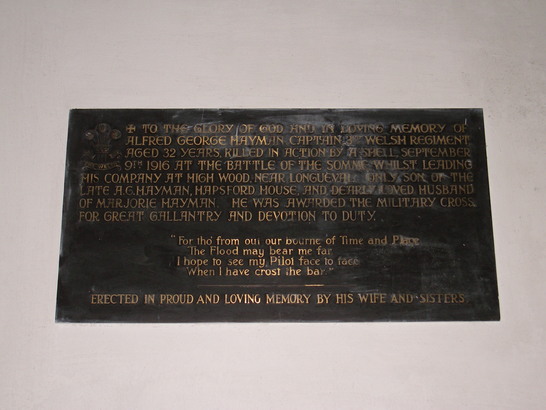 ✠ TO THE GLORY OF GOD AND IN LOVING MEMORY OF
ALFRED GEORGE HAYMAN CAPTAIN 3RD WELSH REGIMENT,
AGED 32 YEARS, KILLED IN ACTION BY A SHELL, SEPTEMBER
9TH 1916 AT THE BATTLE OF THE SOMME WHILST LEADING
HIS COMPANY AT HIGH WOOD, NEAR LONGUEVAL. ONLY SON OF THE
LATE A.C. HAYMAN, HAPSFORD HOUSE, AND DEARLY LOVED HUSBAND
OF MARJORIE HAYMAN. HE WAS AWARDED THE MILITARY CROSS
FOR GREAT GALLANTRY AND DEVOTION TO DUTY.
"For tho' from out our bourne of Time and Place
The Flood may bear me far
I hope to see my Pilot face to face
When I have crost the bar."
ERECTED IN PROUD AND LOVING MEMORY BY HIS WIFE AND SISTERS